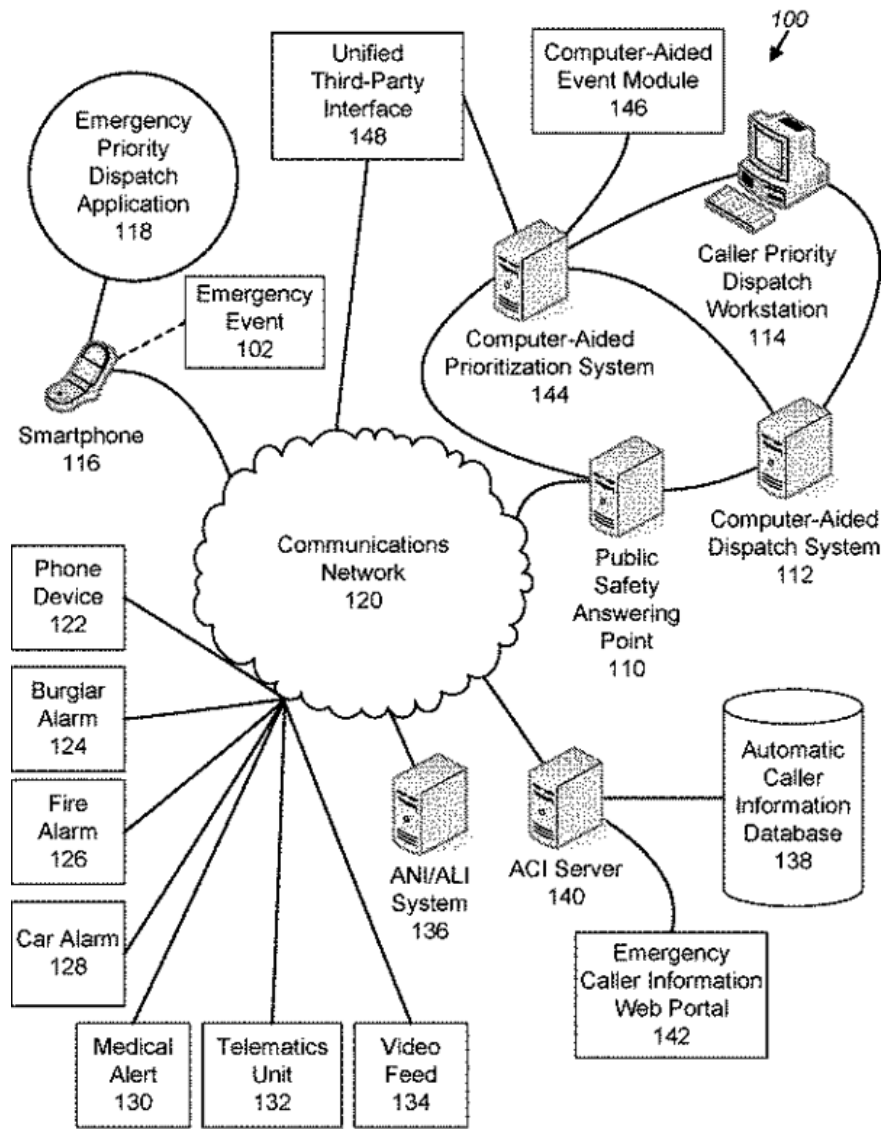 100
Unified
Third-Party
Interface
148
Computer-Aided
Event Module
146
Emergency
Priority
Dispatch
Application
118
Emergency
Event
102
Caller Priority
Dispatch
Workstation
114
Computer-Aided
Prioritization System
144
Smartphone
116
Communications
Network
120
Public
Safety
Answering
Point
110
Computer-Aided
Dispatch System
112
Phone
Device
122
Burglar
Alarm
124
Fire
Alarm
126
Car Alarm
128
Medical
Alert
130
Telematics
Unit
132
Video
Feed
134
ANI/ALI
System
136
ACI Server
140
Automatic
Caller
Information
Database
138
Emergency
Caller Information
Web Portal
142